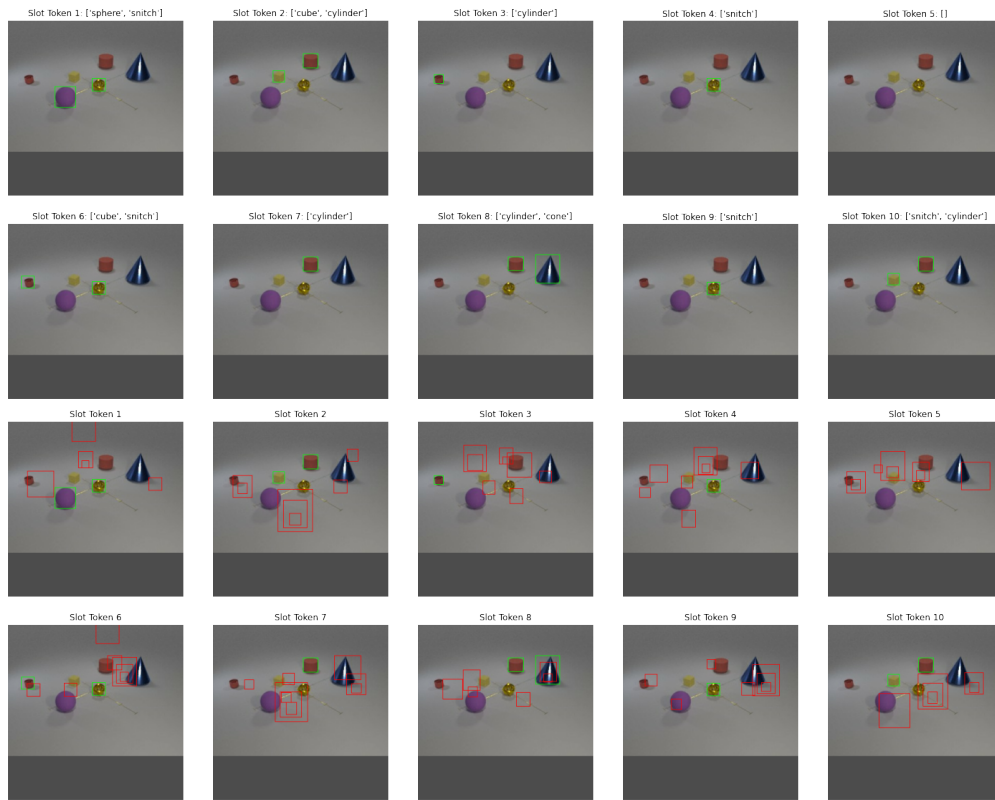 Slot Token 1: ['sphere', 'snitch']
Slot Token 2: ['cube', 'cylinder']
Slot Token 3: ['cylinder']
Slot Token 4: ['snitch']
Slot Token 5: []
Slot Token 6: ['cube', 'snitch']
Slot Token 7: ['cylinder']
Slot Token 8: ['cylinder', 'cone']
Slot Token 9: ['snitch']
Slot Token 10: ['snitch', 'cylinder']
Slot Token 1
Slot Token 2
Slot Token 3
Slot Token 4
Slot Token 5
Slot Token 6
Slot Token 7
Slot Token 8
Slot Token 9
Slot Token 10